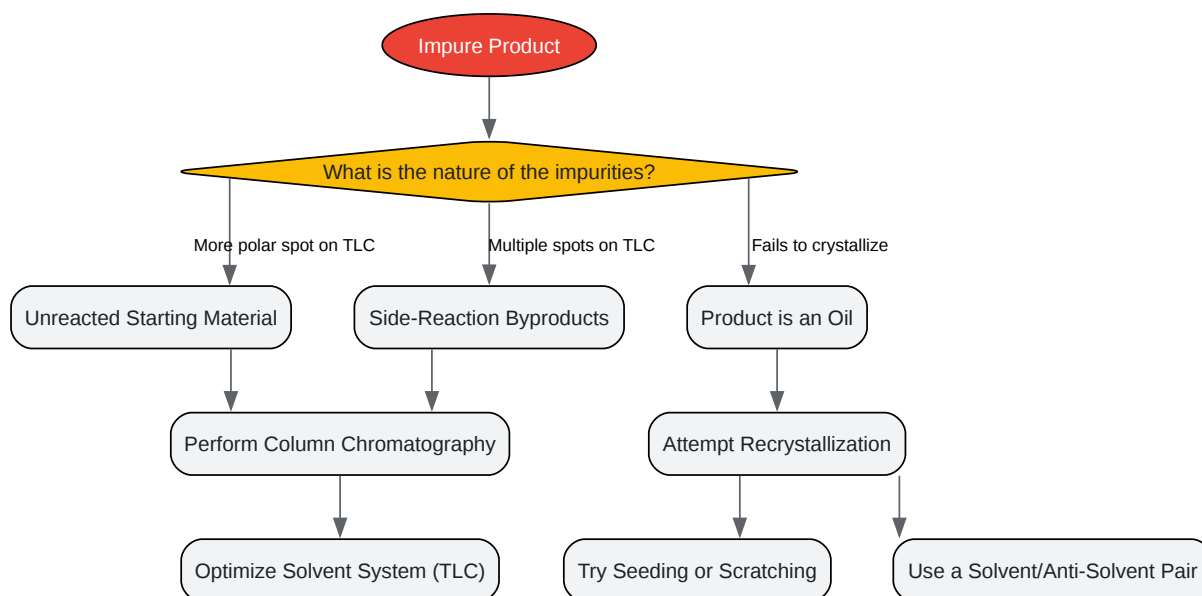 Impure Product
What is the nature of the impurities?
More polar spot on TLC
Multiple spots on TLC
Fails to crystallize
Unreacted Starting Material
Side-Reaction Byproducts
Product is an Oil
Perform Column Chromatography
Attempt Recrystallization
Optimize Solvent System (TLC)
Try Seeding or Scratching
Use a Solvent/Anti-Solvent Pair